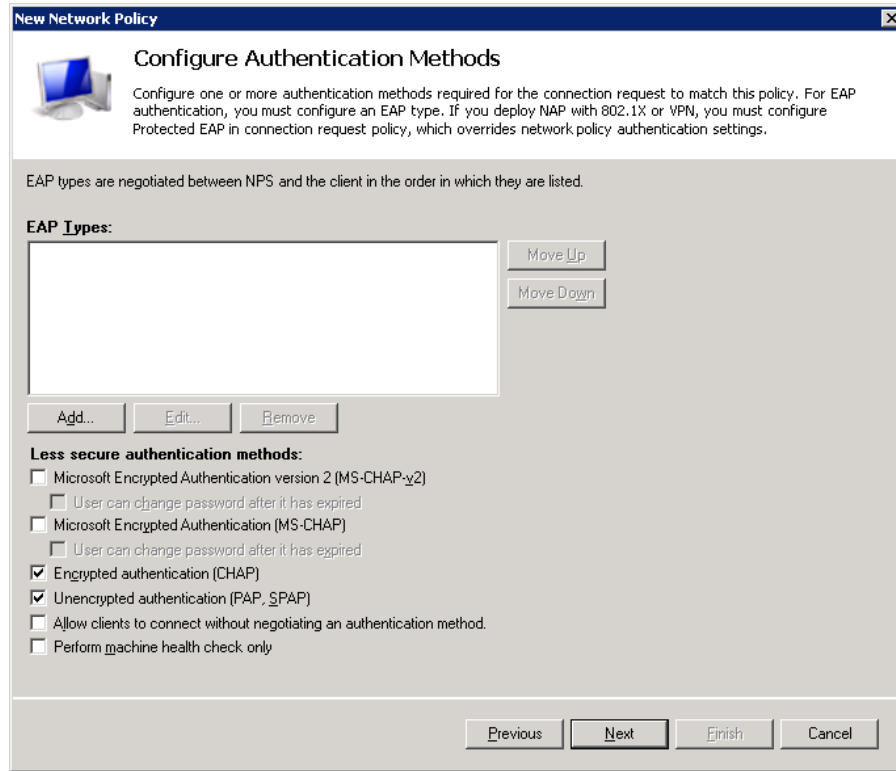 New Network Policy
Configure Authentication Methods
Configure one or more authentication methods required for the connection request to match this policy. For EAP
authentication, you must configure an EAP type. If you deploy NAP with 802.1X or VPN, you must configure
Protected EAP in connection request policy, which overrides network policy authentication settings.
EAP types are negotiated between NPS and the client in the order in which they are listed.
EAP Types:
Move Up
Move Down
Add... Edit... Remove
Less secure authentication methods:
Microsoft Encrypted Authentication version 2 (MS-CHAP-v2)
User can change password after it has expired
Microsoft Encrypted Authentication (MS-CHAP)
User can change password after it has expired
Encrypted authentication (CHAP)
Unencrypted authentication (PAP, SPAP)
Allow clients to connect without negotiating an authentication method.
Perform machine health check only
Previous Next Finish Cancel